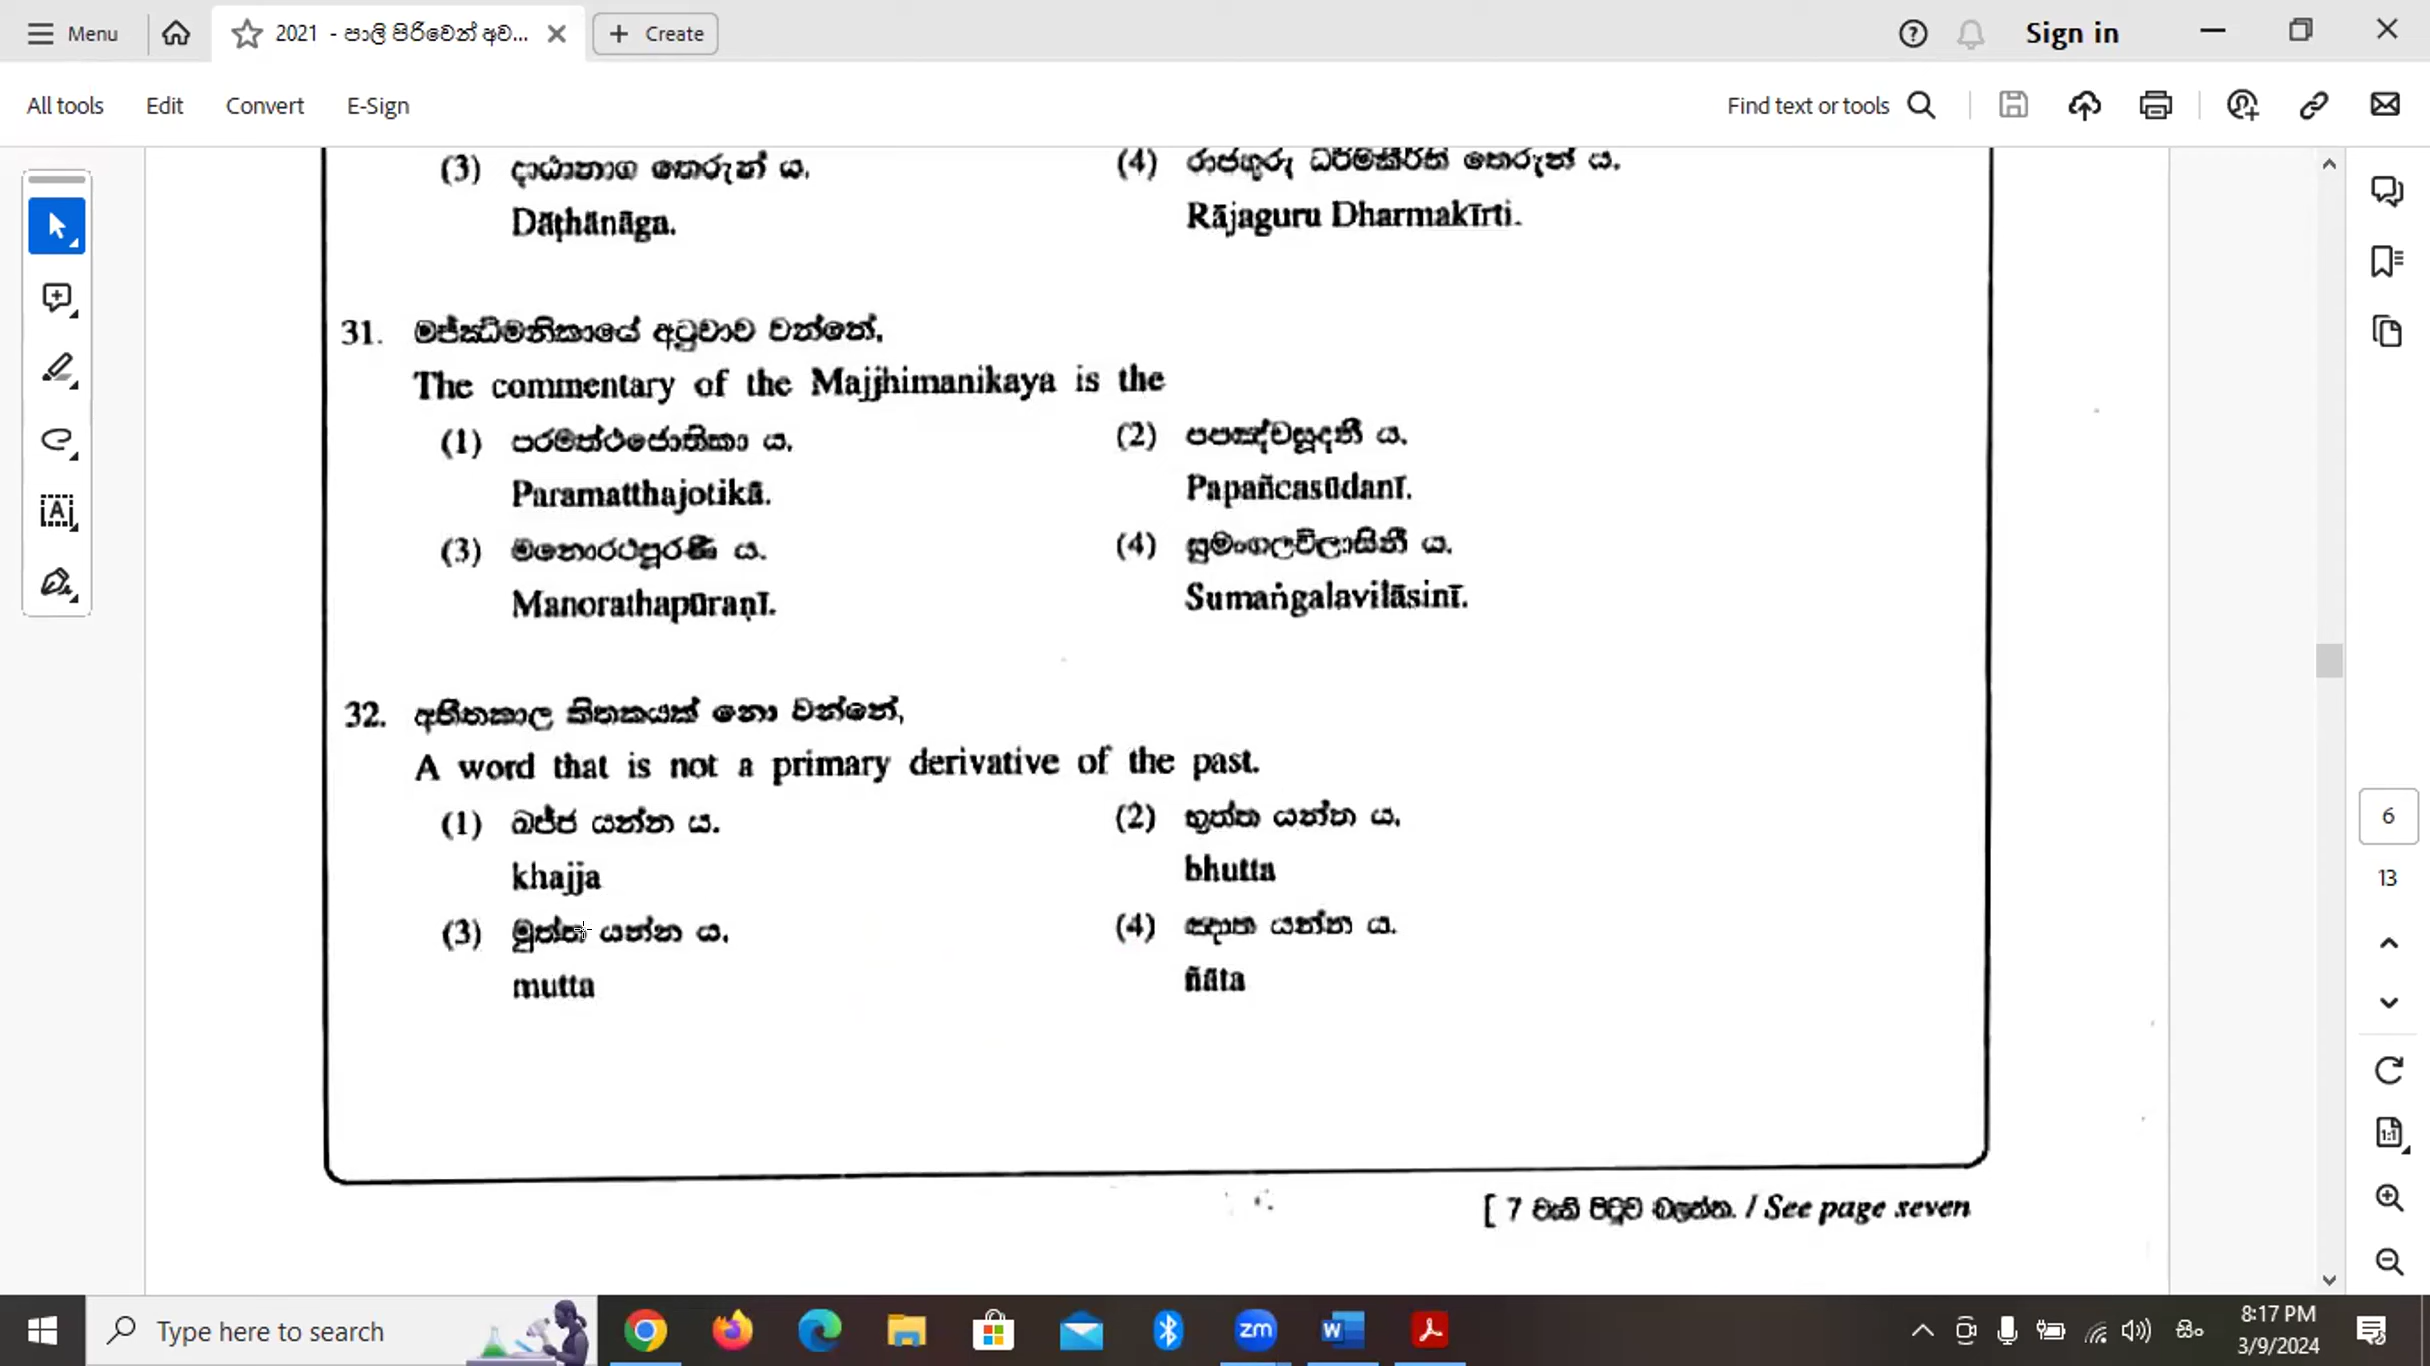 Menu
2021 - පාලි පිරිවෙන් අව...
Create
Sign in
All tools
Edit
Convert
E-Sign
Find text or tools
(3) දාඨානාග තෙරුන් ය.
Dāṭhānāga.
(4) රාජගුරු ධර්මකීර්ති තෙරුන් ය.
Rājaguru Dharmakīrti.
31. මජ්ඣිමනිකායේ අටුවාව වන්නේ,
The commentary of the Majjhimanikaya is the
(1) පරමත්ථජොතිකා ය.
Paramatthajotikā.
(2) පපඤ්චසූදනී ය.
Papañcasūdanī.
(3) මනොරථපූරණී ය.
Manorathapūraṇī.
(4) සුමංගලවිලාසිනී ය.
Sumaṅgalavilāsinī.
32. අතීතකාල කිතකයක් නො වන්නේ,
A word that is not a primary derivative of the past.
(1) ඛජ්ජ යන්න ය.
khajja
(2) භුත්ත යන්න ය.
bhutta
(3) මුත්ත යන්න ය.
mutta
(4) ඤාත යන්න ය.
ñāta
[ 7 වැනි පිටුව බලන්න. / See page seven
6
13
Type here to search
zm
W
සිං
8:17 PM
3/9/2024